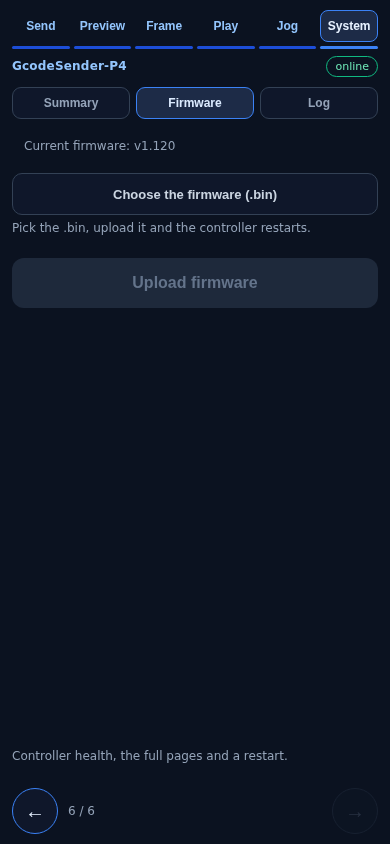 Send Preview Frame Play Jog System
GcodeSender-P4 online
Summary Firmware Log
Current firmware: v1.120
Choose the firmware (.bin)
Pick the .bin, upload it and the controller restarts.
Upload firmware
Controller health, the full pages and a restart.
← 6 / 6 →